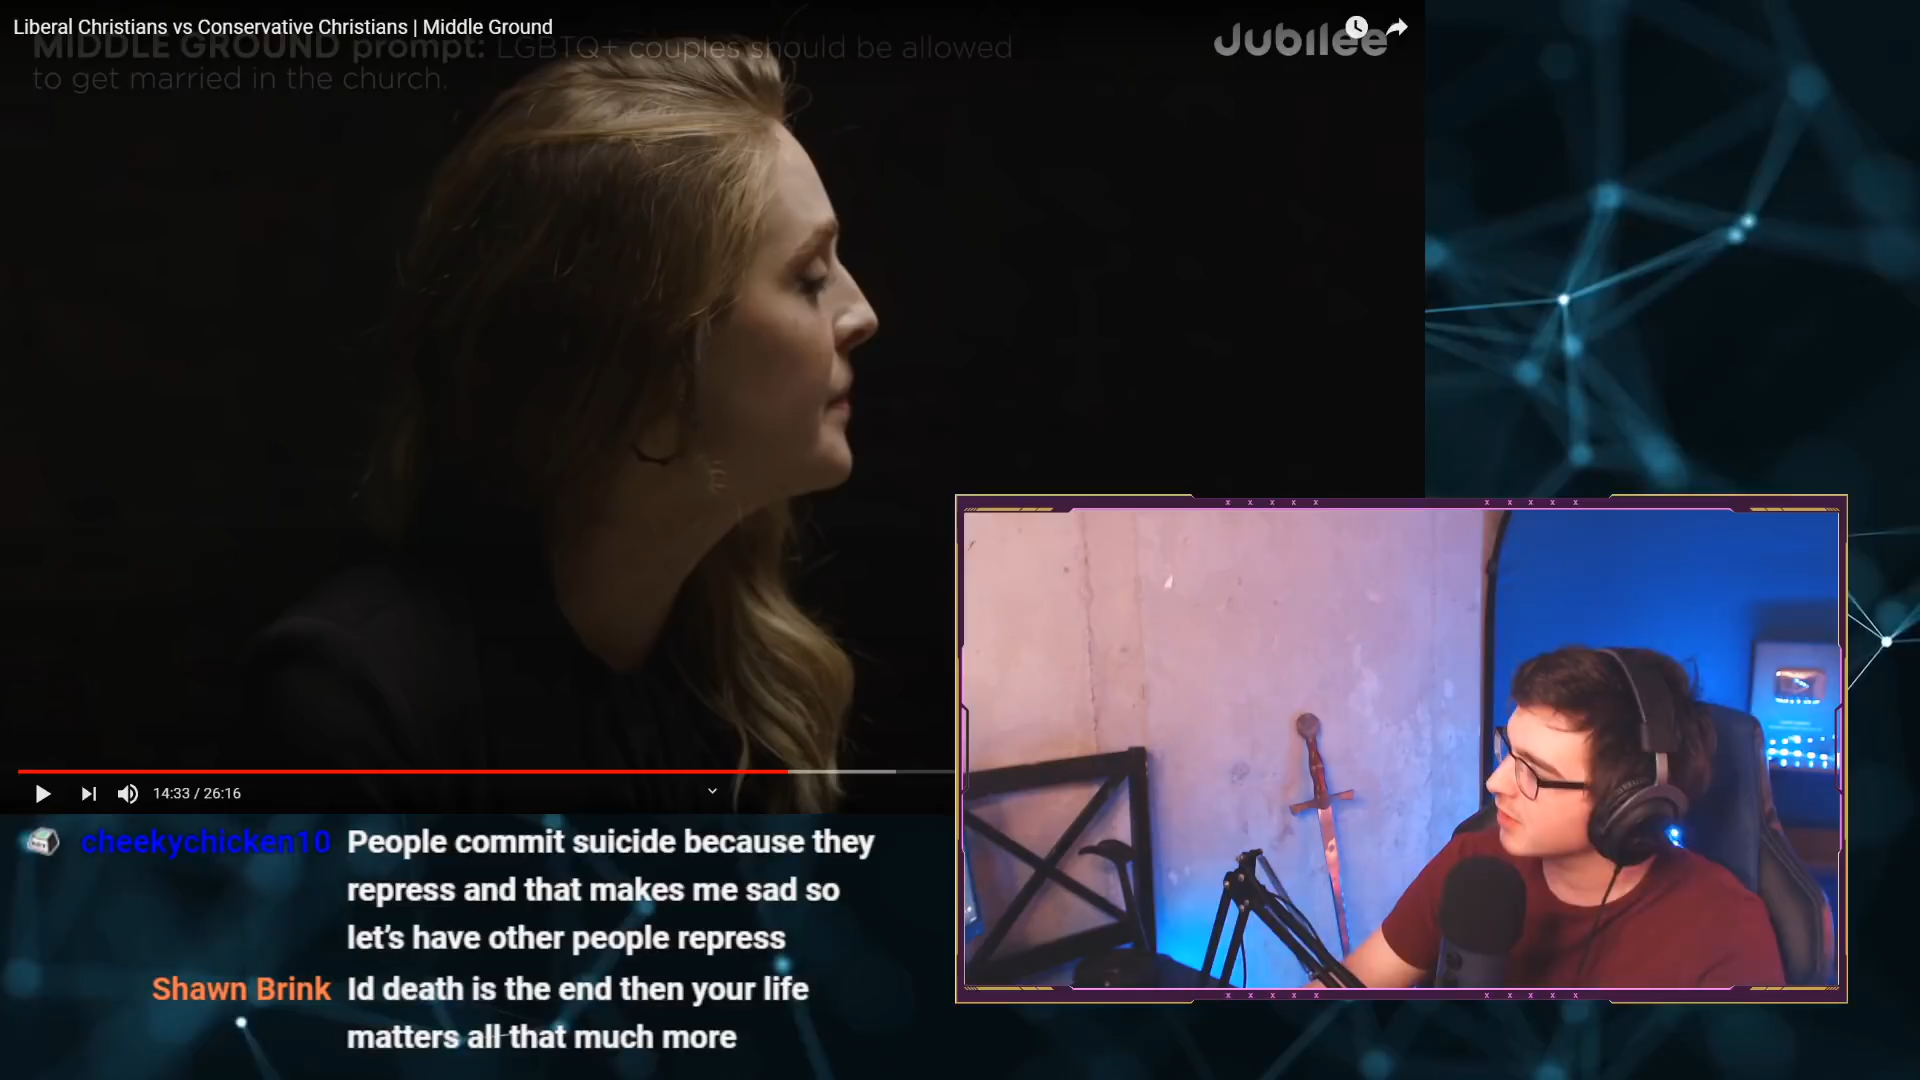 Liberal Christians vs Conservative Christians | Middle Ground
MIDDLE GROUND prompt: LGBTQ+ couples should be allowed
to get married in the church.
Jubilee
14:33 / 26:16
cheekychicken10 People commit suicide because they
repress and that makes me sad so
let's have other people repress
Shawn Brink Id death is the end then your life
matters all that much more